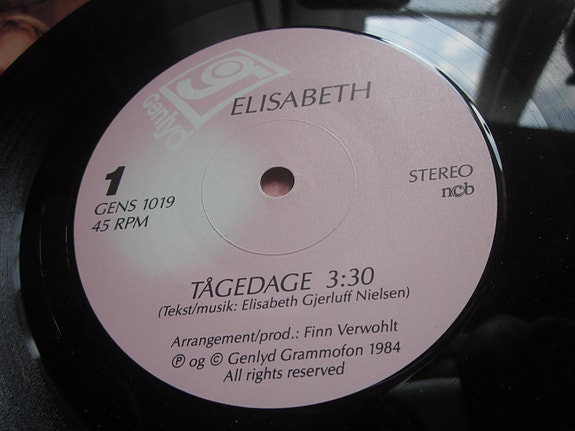 Genlyd
ELISABETH
1
GENS 1019
45 RPM
STEREO
n©b
TÅGEDAGE 3:30
(Tekst/musik: Elisabeth Gjerluff Nielsen)
Arrangement/prod.: Finn Verwohlt
℗ og © Genlyd Grammofon 1984
All rights reserved